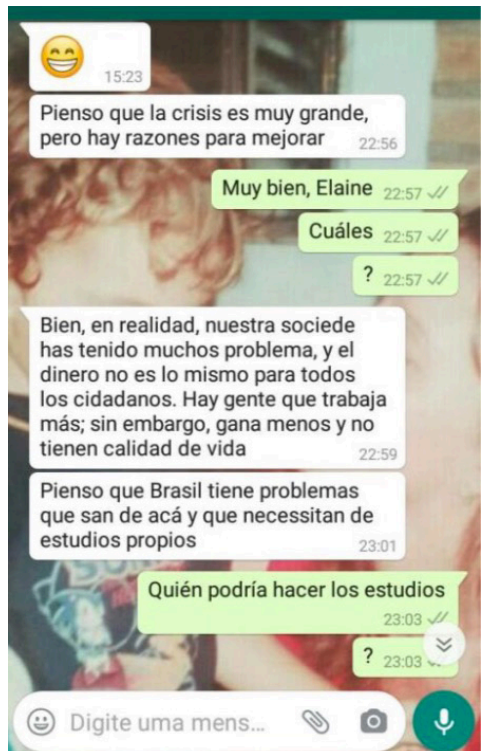 15:23
Pienso que la crisis es muy grande,
pero hay razones para mejorar 22:56
Muy bien, Elaine 22:57
Cuáles 22:57
? 22:57
Bien, en realidad, nuestra sociede
has tenido muchos problema, y el
dinero no es lo mismo para todos
los cidadanos. Hay gente que trabaja
más; sin embargo, gana menos y no
tienen calidad de vida 22:59
Pienso que Brasil tiene problemas
que san de acá y que necessitan de
estudios propios 23:01
Quién podría hacer los estudios
23:03
? 23:03
Digite uma mens...